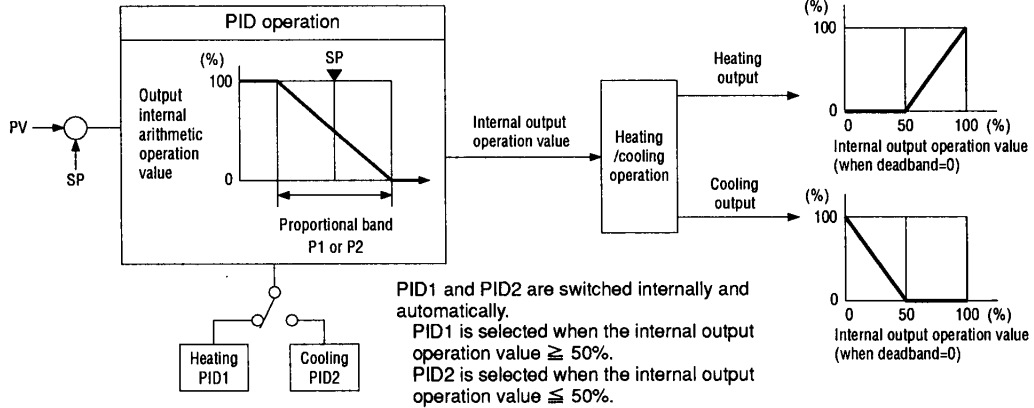 PID operation
(%)
SP
100
Output
internal
arithmetic
operation
value
0
Proportional band
P1 or P2
PV
SP
Internal output
operation value
Heating
/cooling
operation
Heating
output
Cooling
output
(%)
100
0
0 50 100 (%)
Internal output operation value
(when deadband=0)
(%)
100
0
0 50 100 (%)
Internal output operation value
(when deadband=0)
Heating
PID1
Cooling
PID2
PID1 and PID2 are switched internally and
automatically.
PID1 is selected when the internal output
operation value ≧ 50%.
PID2 is selected when the internal output
operation value ≦ 50%.